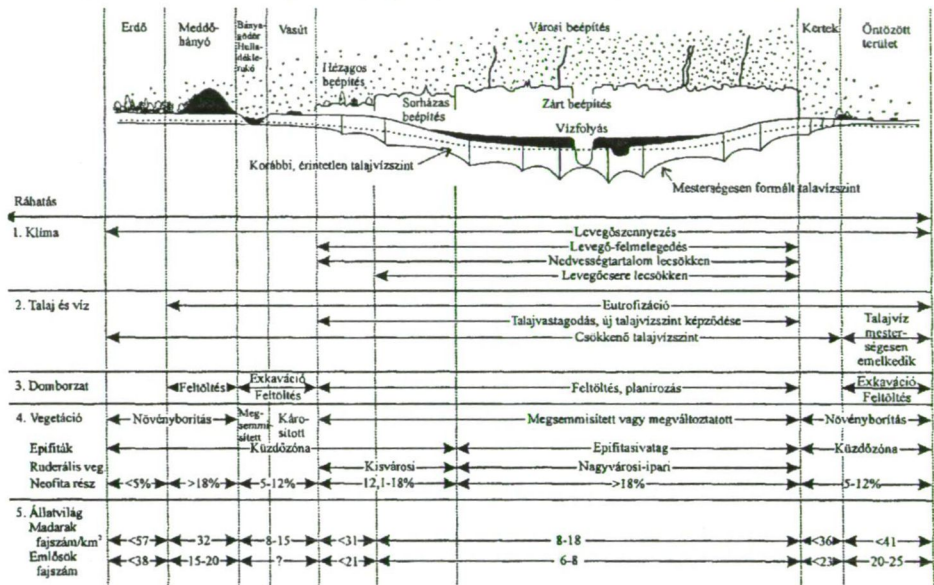 Erdő
Meddő-
hányó
Bánya-
gödör
Hulla-
déklé-
rakó
Vasút
Városi beépítés
Kertek
Öntözött
terület
Hézagos
beépítés
Sorházas
beépítés
Zárt beépítés
Vízfolyás
Korábbi, érintetlen talajvízszint
Mesterségesen formált talavízszint
Ráhatás
1. Klíma
Levegőszennyezés
Levegő-felmelegedés
Nedvességtartalom lecsökken
Levegőcsere lecsökken
2. Talaj és víz
Eutrofizáció
Talajvastagodás, új talajvízszint képződése
Csökkenő talajvízszint
Talajvíz
mester-
ségesen
emelkedik
3. Domborzat
Feltöltés
Exkaváció
Feltöltés
Feltöltés, planírozás
Exkaváció
Feltöltés
4. Vegetáció
Növényborítás
Meg-
semmi-
sített
Káro-
sított
Megsemmisített vagy megváltoztatott
Növényborítás
Epifiták
Küzdőzóna
Epifitasivatag
Küzdőzóna
Ruderális veg.
Kisvárosi
Nagyvárosi-ipari
Neofita rész
<5%
>18%
5-12%
12,1-18%
>18%
5-12%
5. Állatvilág
Madarak
fajszám/km²
<57
32
8-15
<31
8-18
<36
<41
Emlősök
fajszám
<38
15-20
?
<21
6-8
<23
20-25